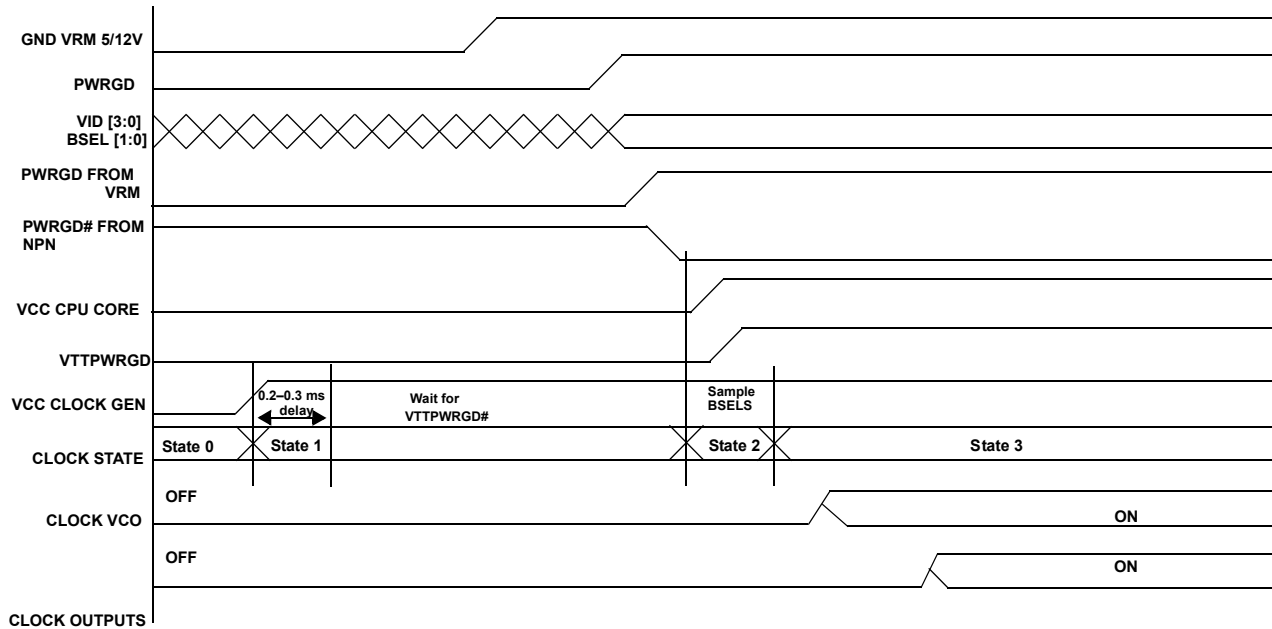 GND VRM 5/12V
PWRGD
VID [3:0]
BSEL [1:0]
PWRGD FROM
VRM
PWRGD# FROM
NPN
VCC CPU CORE
VTTPWRGD
VCC CLOCK GEN
0.2–0.3 ms
delay
Wait for
VTTPWRGD#
Sample
BSELS
CLOCK STATE
State 0
State 1
State 2
State 3
OFF
CLOCK VCO
ON
OFF
ON
CLOCK OUTPUTS